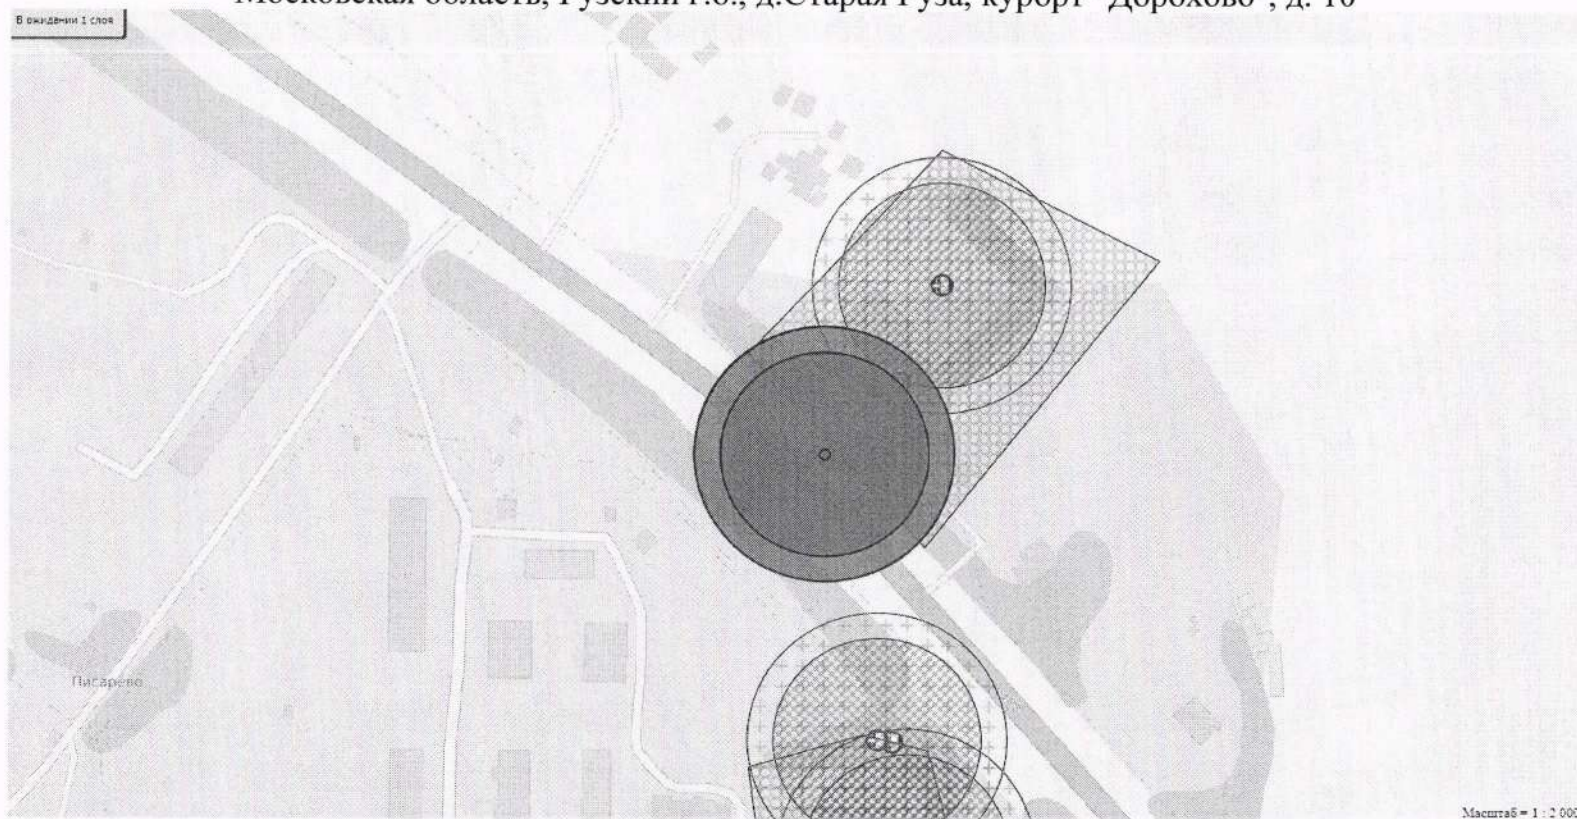 Московская область, Рузский г.о., д.Старая Руза, курорт "Дорохово", д. 10
В ожидании 1 слоя
Писарево
Масштаб = 1 : 2 000